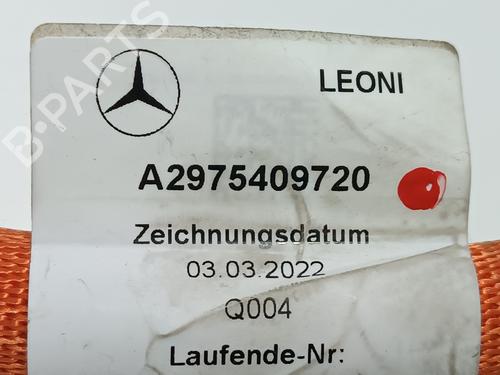 B-PARTS
LEONI
A2975409720
Zeichnungsdatum
03.03.2022
Q004
Laufende-Nr: